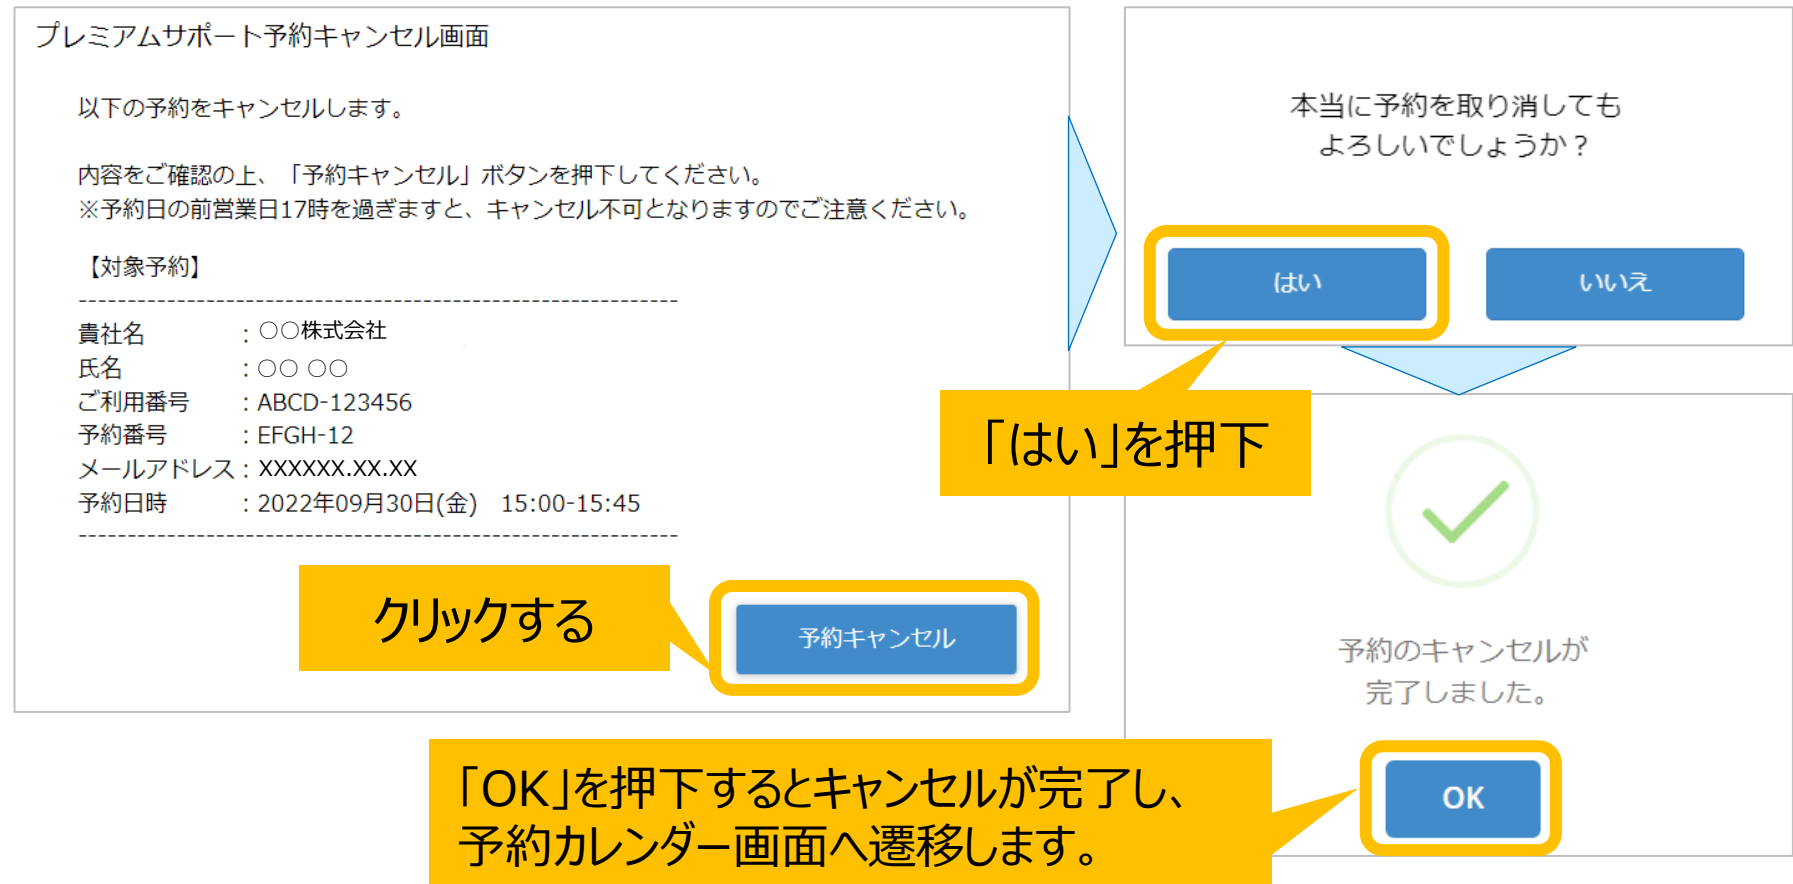 プレミアムサポート予約キャンセル画面
以下の予約をキャンセルします。
内容をご確認の上、「予約キャンセル」ボタンを押下してください。
※予約日の前営業日17時を過ぎますと、キャンセル不可となりますのでご注意ください。
【対象予約】
------------------------------------------------------------
貴社名 : ○○株式会社
氏名 : ○○ ○○
ご利用番号 : ABCD-123456
予約番号 : EFGH-12
メールアドレス : XXXXXX.XX.XX
予約日時 : 2022年09月30日(金) 15:00-15:45
------------------------------------------------------------
クリックする
予約キャンセル
本当に予約を取り消しても
よろしいでしょうか？
はい
いいえ
「はい」を押下
予約のキャンセルが
完了しました。
OK
「OK」を押下するとキャンセルが完了し、
予約カレンダー画面へ遷移します。